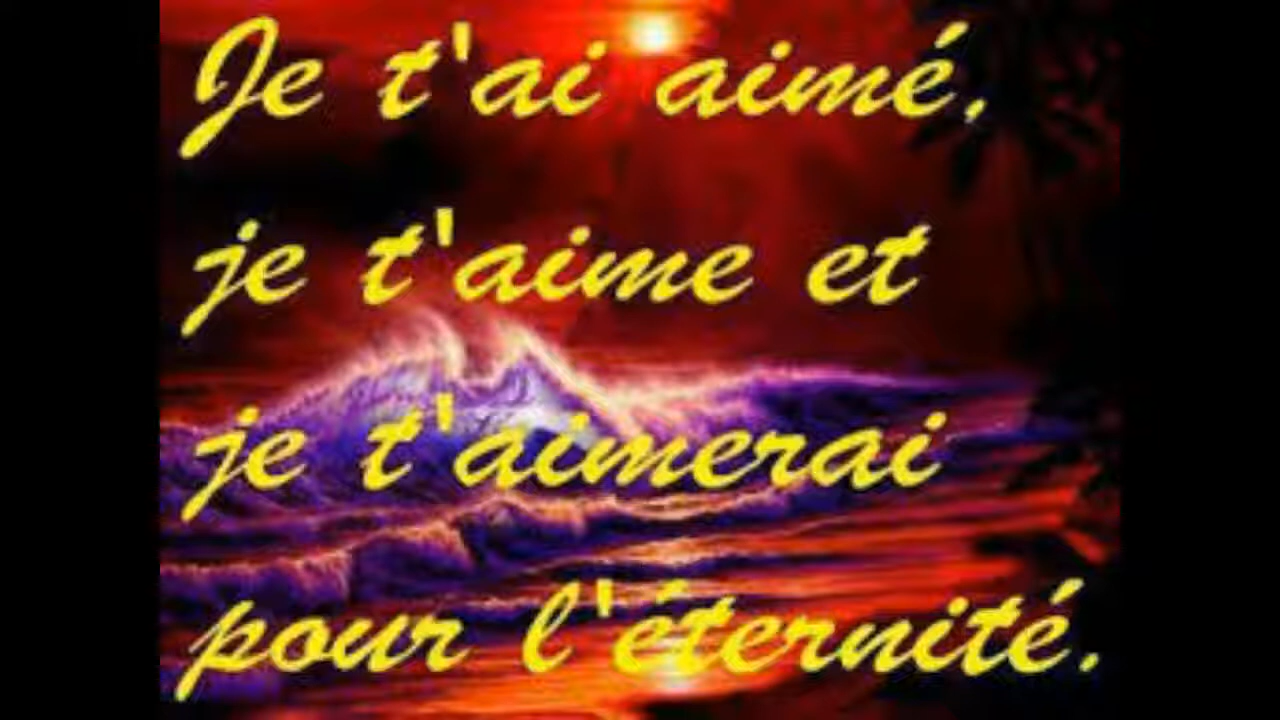 Je t'ai aimé,
je t'aime et
je t'aimerai
pour l'éternité.